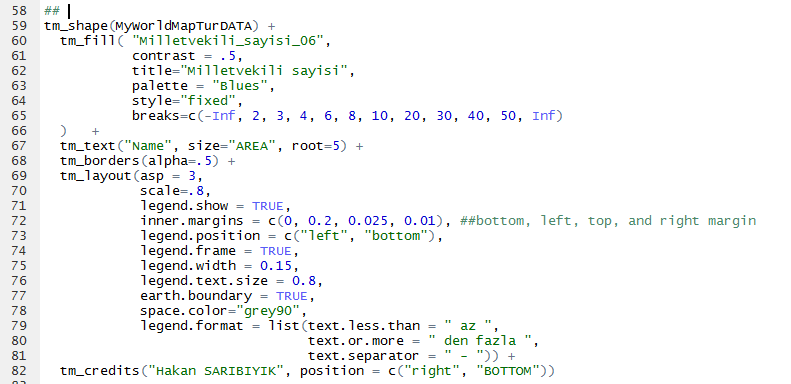 58 ## 
59 tm_shape(MyWorldMapTurDATA) +
60   tm_fill( "Milletvekili_sayisi_06",
61            contrast = .5,
62            title="Milletvekili sayisi",
63            palette = "Blues",
64            style="fixed",
65            breaks=c(-Inf, 2, 3, 4, 6, 8, 10, 20, 30, 40, 50, Inf)
66   )   +
67   tm_text("Name", size="AREA", root=5) +
68   tm_borders(alpha=.5) +
69   tm_layout(asp = 3,
70             scale=.8,
71             legend.show = TRUE,
72             inner.margins = c(0, 0.2, 0.025, 0.01), ##bottom, left, top, and right margin
73             legend.position = c("left", "bottom"),
74             legend.frame = TRUE,
75             legend.width = 0.15,
76             legend.text.size = 0.8,
77             earth.boundary = TRUE,
78             space.color="grey90",
79             legend.format = list(text.less.than = " az ",
80                                  text.or.more = " den fazla ",
81                                  text.separator = " - ")) +
82   tm_credits("Hakan SARIBIYIK", position = c("right", "BOTTOM"))